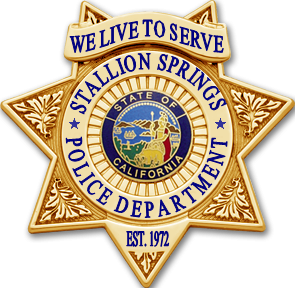 WE LIVE TO SERVE
STALLION SPRINGS
STATE OF
CALIFORNIA
POLICE DEPARTMENT
EST. 1972